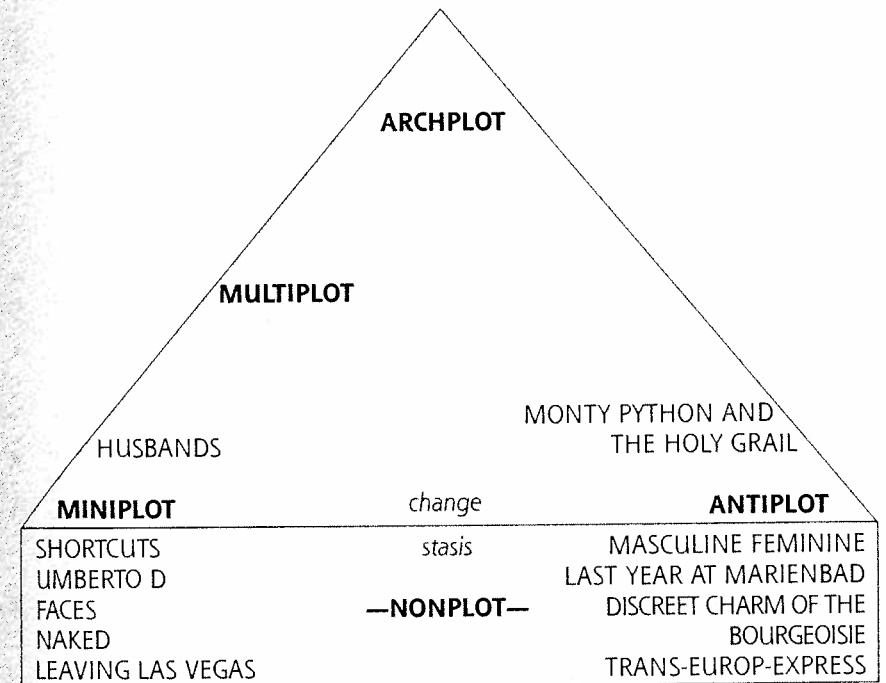 ARCHPLOT
MULTIPLOT
MONTY PYTHON AND
THE HOLY GRAIL
HUSBANDS
MINIPLOT
change
ANTIPLOT
SHORTCUTS
stasis
MASCULINE FEMININE
UMBERTO D
LAST YEAR AT MARIENBAD
FACES
—NONPLOT—
DISCREET CHARM OF THE
NAKED
BOURGEOISIE
LEAVING LAS VEGAS
TRANS-EUROP-EXPRESS